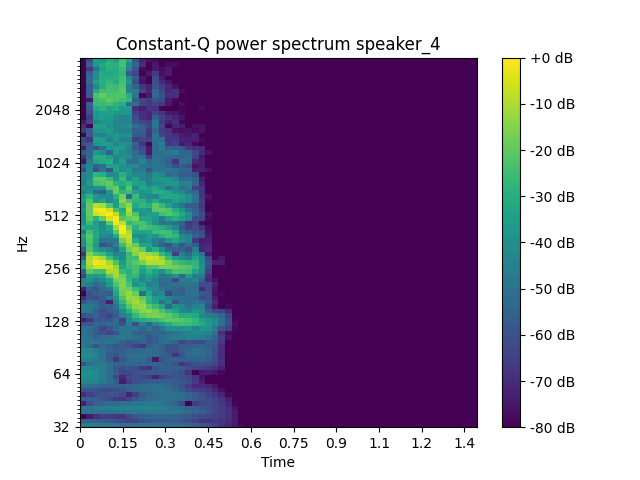 Constant-Q power spectrum speaker_4
Hz
2048
1024
512
256
128
64
32
0 0.15 0.3 0.45 0.6 0.75 0.9 1.1 1.2 1.4
Time
+0 dB
-10 dB
-20 dB
-30 dB
-40 dB
-50 dB
-60 dB
-70 dB
-80 dB